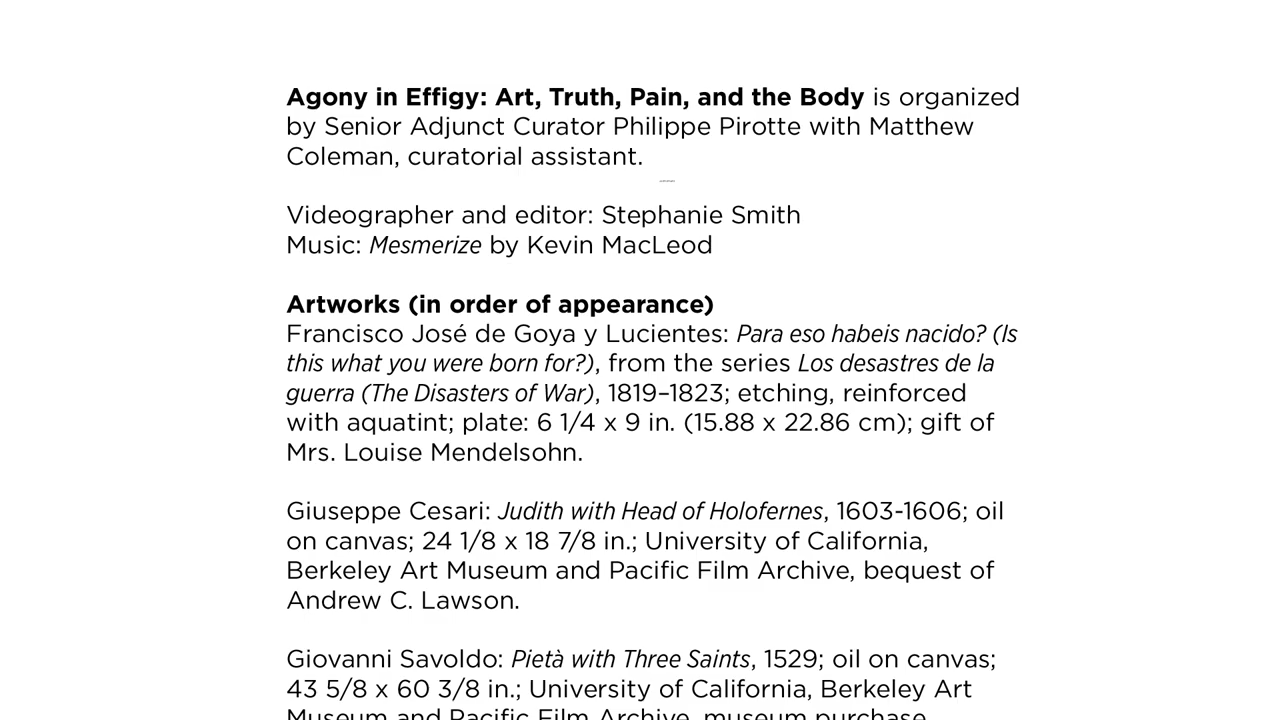 Agony in Effigy: Art, Truth, Pain, and the Body is organized
by Senior Adjunct Curator Philippe Pirotte with Matthew
Coleman, curatorial assistant.
Videographer and editor: Stephanie Smith
Music: Mesmerize by Kevin MacLeod
Artworks (in order of appearance)
Francisco José de Goya y Lucientes: Para eso habeis nacido? (Is
this what you were born for?), from the series Los desastres de la
guerra (The Disasters of War), 1819–1823; etching, reinforced
with aquatint; plate: 6 1/4 x 9 in. (15.88 x 22.86 cm); gift of
Mrs. Louise Mendelsohn.
Giuseppe Cesari: Judith with Head of Holofernes, 1603-1606; oil
on canvas; 24 1/8 x 18 7/8 in.; University of California,
Berkeley Art Museum and Pacific Film Archive, bequest of
Andrew C. Lawson.
Giovanni Savoldo: Pietà with Three Saints, 1529; oil on canvas;
43 5/8 x 60 3/8 in.; University of California, Berkeley Art
Museum and Pacific Film Archive, museum purchase